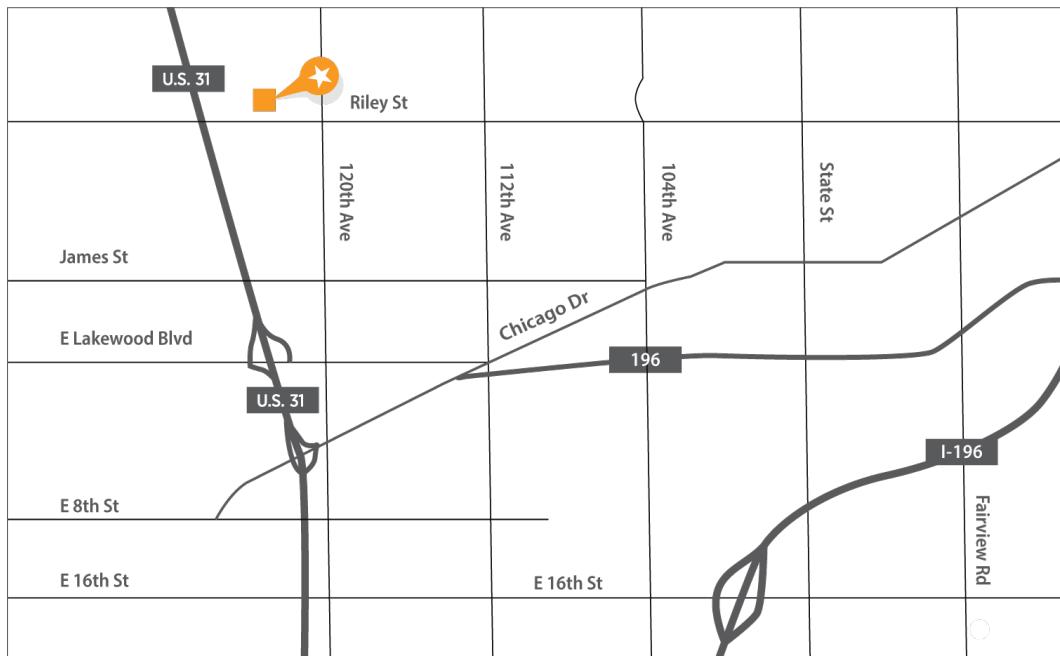 U.S. 31
Riley St
120th Ave
112th Ave
104th Ave
State St
James St
Chicago Dr
E Lakewood Blvd
196
U.S. 31
I-196
E 8th St
Fairview Rd
E 16th St
E 16th St